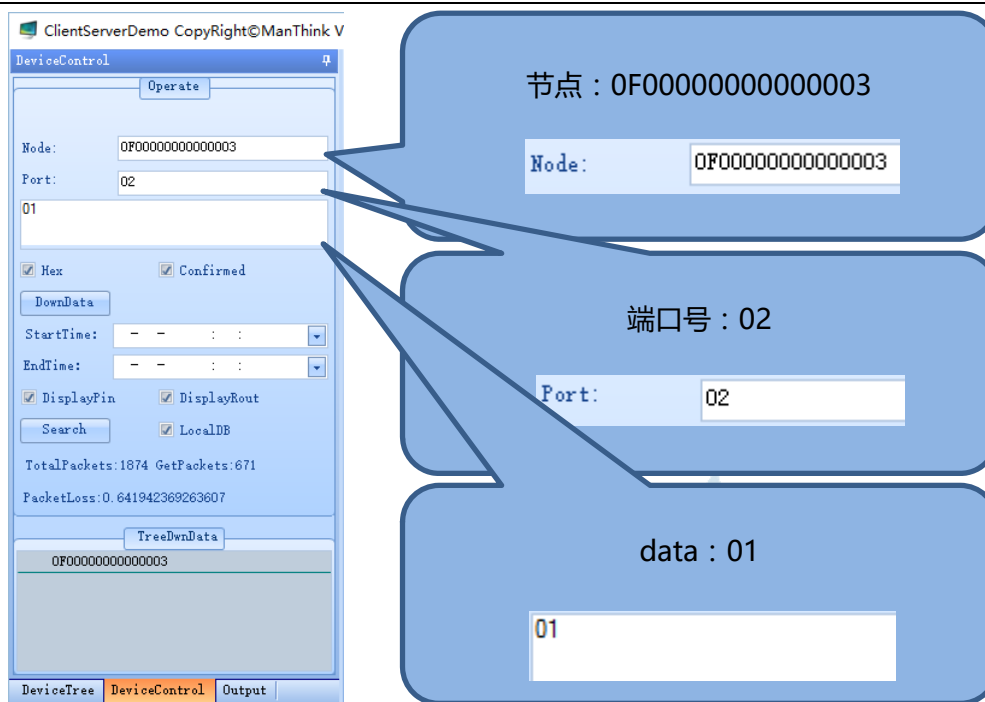 ClientServerDemo CopyRight©ManThink V
DeviceControl
Operate
Node: 0F00000000000003
Port: 02
01
Hex Confirmed
DownData
StartTime: - - : :
EndTime: - - : :
DisplayPin DisplayRout
Search LocalDB
TotalPackets:1874 GetPackets:671
PacketLoss:0.641942369263607
TreeDwnData
0F00000000000003
DeviceTree DeviceControl Output
节点：0F00000000000003
Node: 0F00000000000003
端口号：02
Port: 02
data：01
01